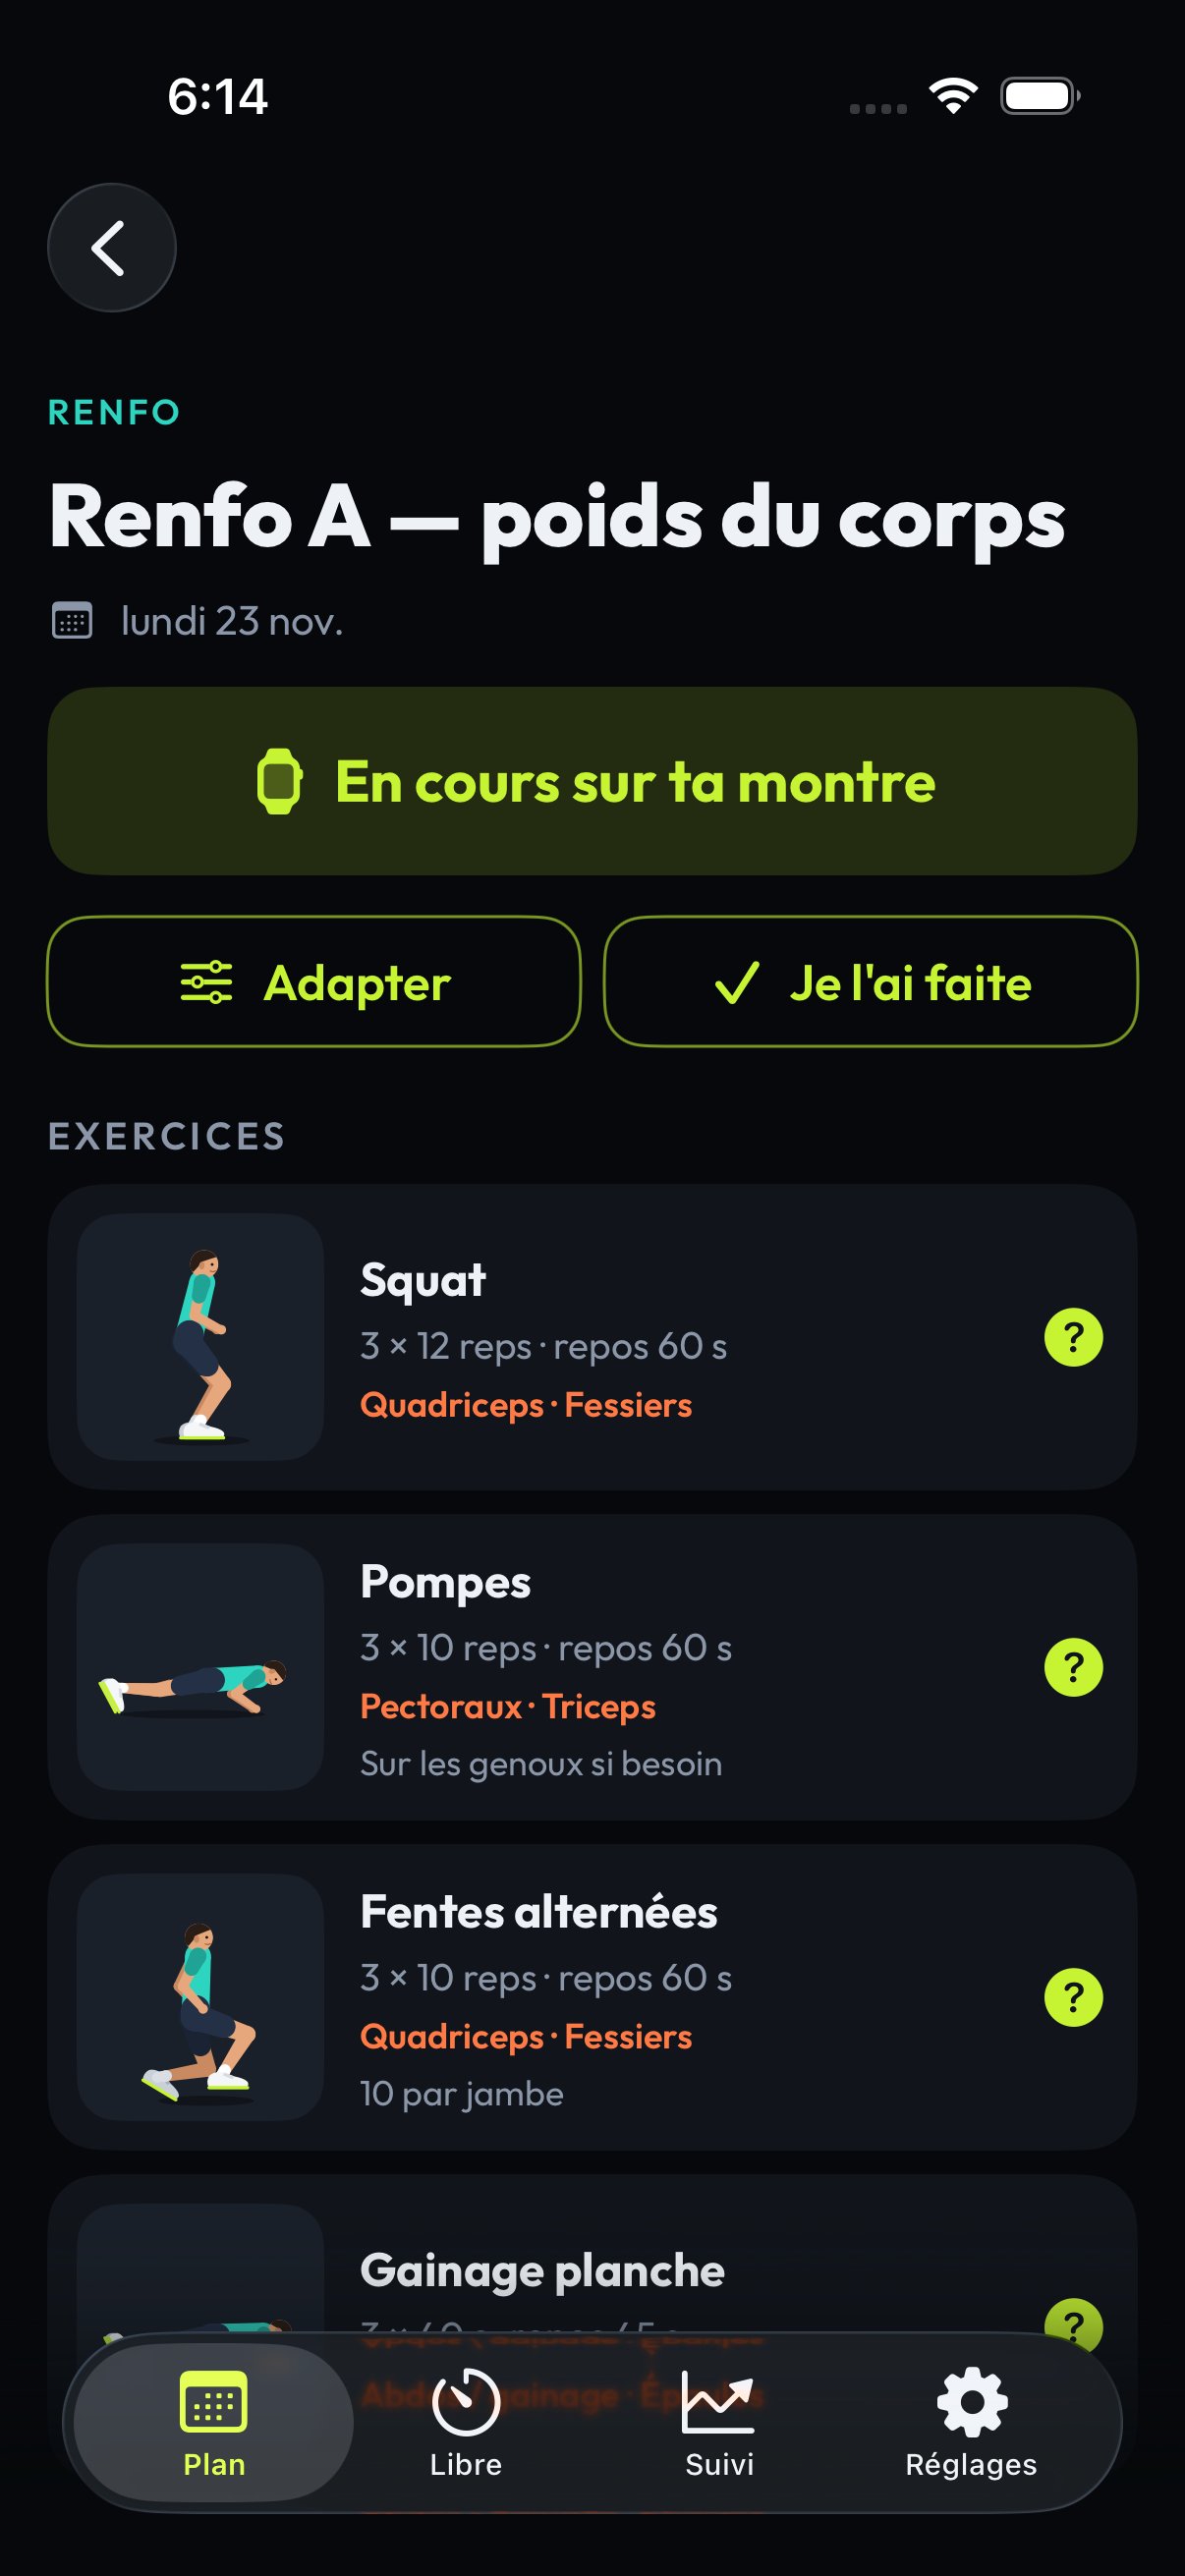 6:14
RENFO
Renfo A — poids du corps
lundi 23 nov.
En cours sur ta montre
Adapter
Je l'ai faite
EXERCICES
Squat
3 × 12 reps · repos 60 s
Quadriceps · Fessiers
?
Pompes
3 × 10 reps · repos 60 s
Pectoraux · Triceps
Sur les genoux si besoin
?
Fentes alternées
3 × 10 reps · repos 60 s
Quadriceps · Fessiers
10 par jambe
?
Gainage planche
?
Plan
Libre
Suivi
Réglages